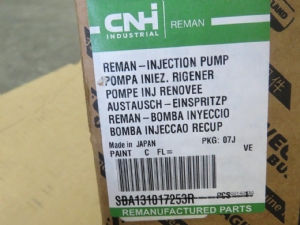 CNH
INDUSTRIAL
REMAN
REMAN-INJECTION PUMP
POMPA INIEZ. RIGENER
POMPE INJ RENOVEE
AUSTAUSCH-EINSPRITZP
REMAN-BOMBA INYECCIO
BOMBA INJECCAO RECUP
Made in JAPAN PKG: 07J
PAINT C FL= VE
SBA131017253R PCS
REMANUFACTURED PARTS